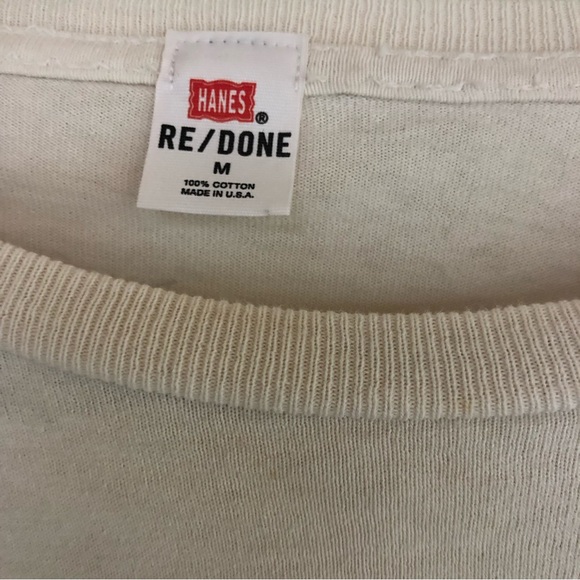 HANES®
RE/DONE
M
100% COTTON
MADE IN U.S.A.